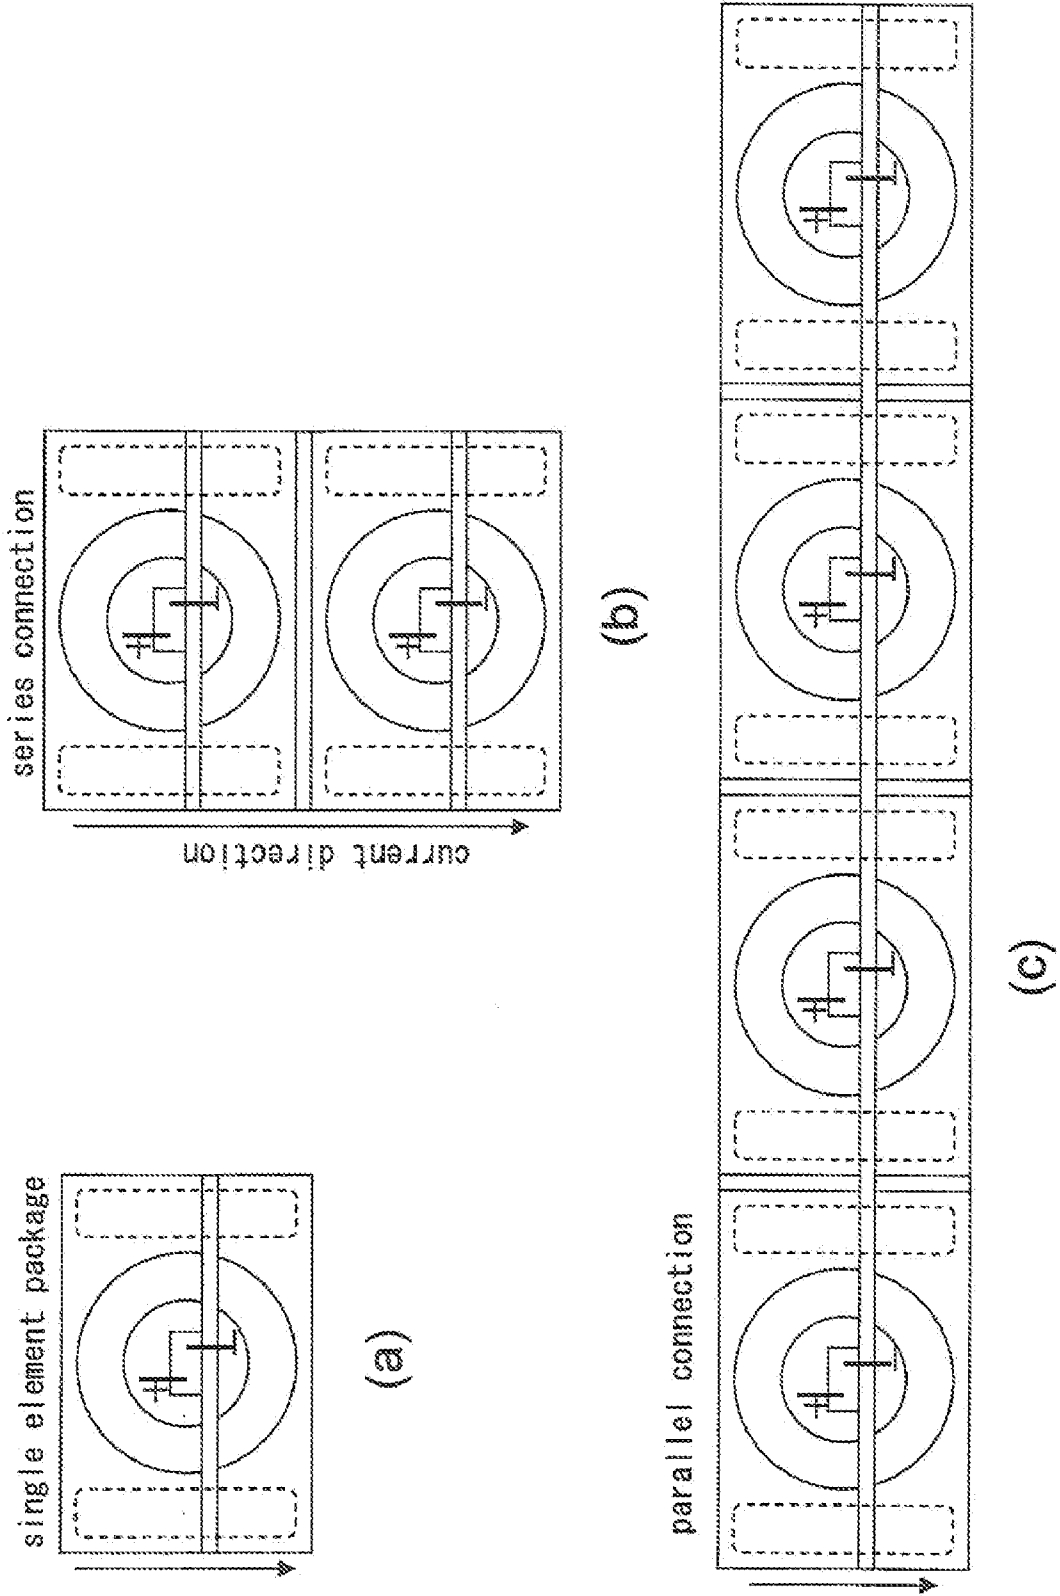 single element package
(a)
series connection
current direction
(b)
parallel connection
(c)